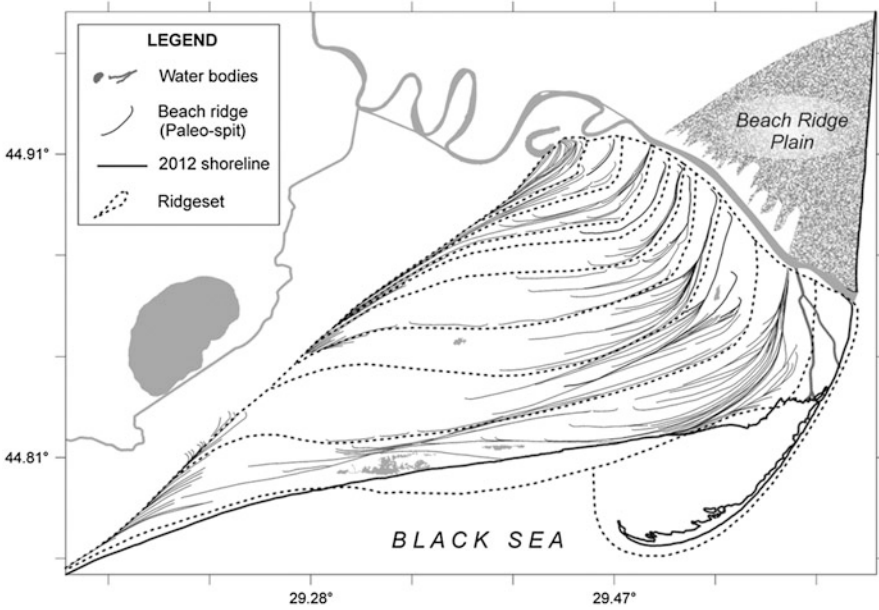 LEGEND
Water bodies
Beach ridge
(Paleo-spit)
2012 shoreline
Ridgeset
Beach Ridge
Plain
44.91°
44.81°
BLACK SEA
29.28°
29.47°